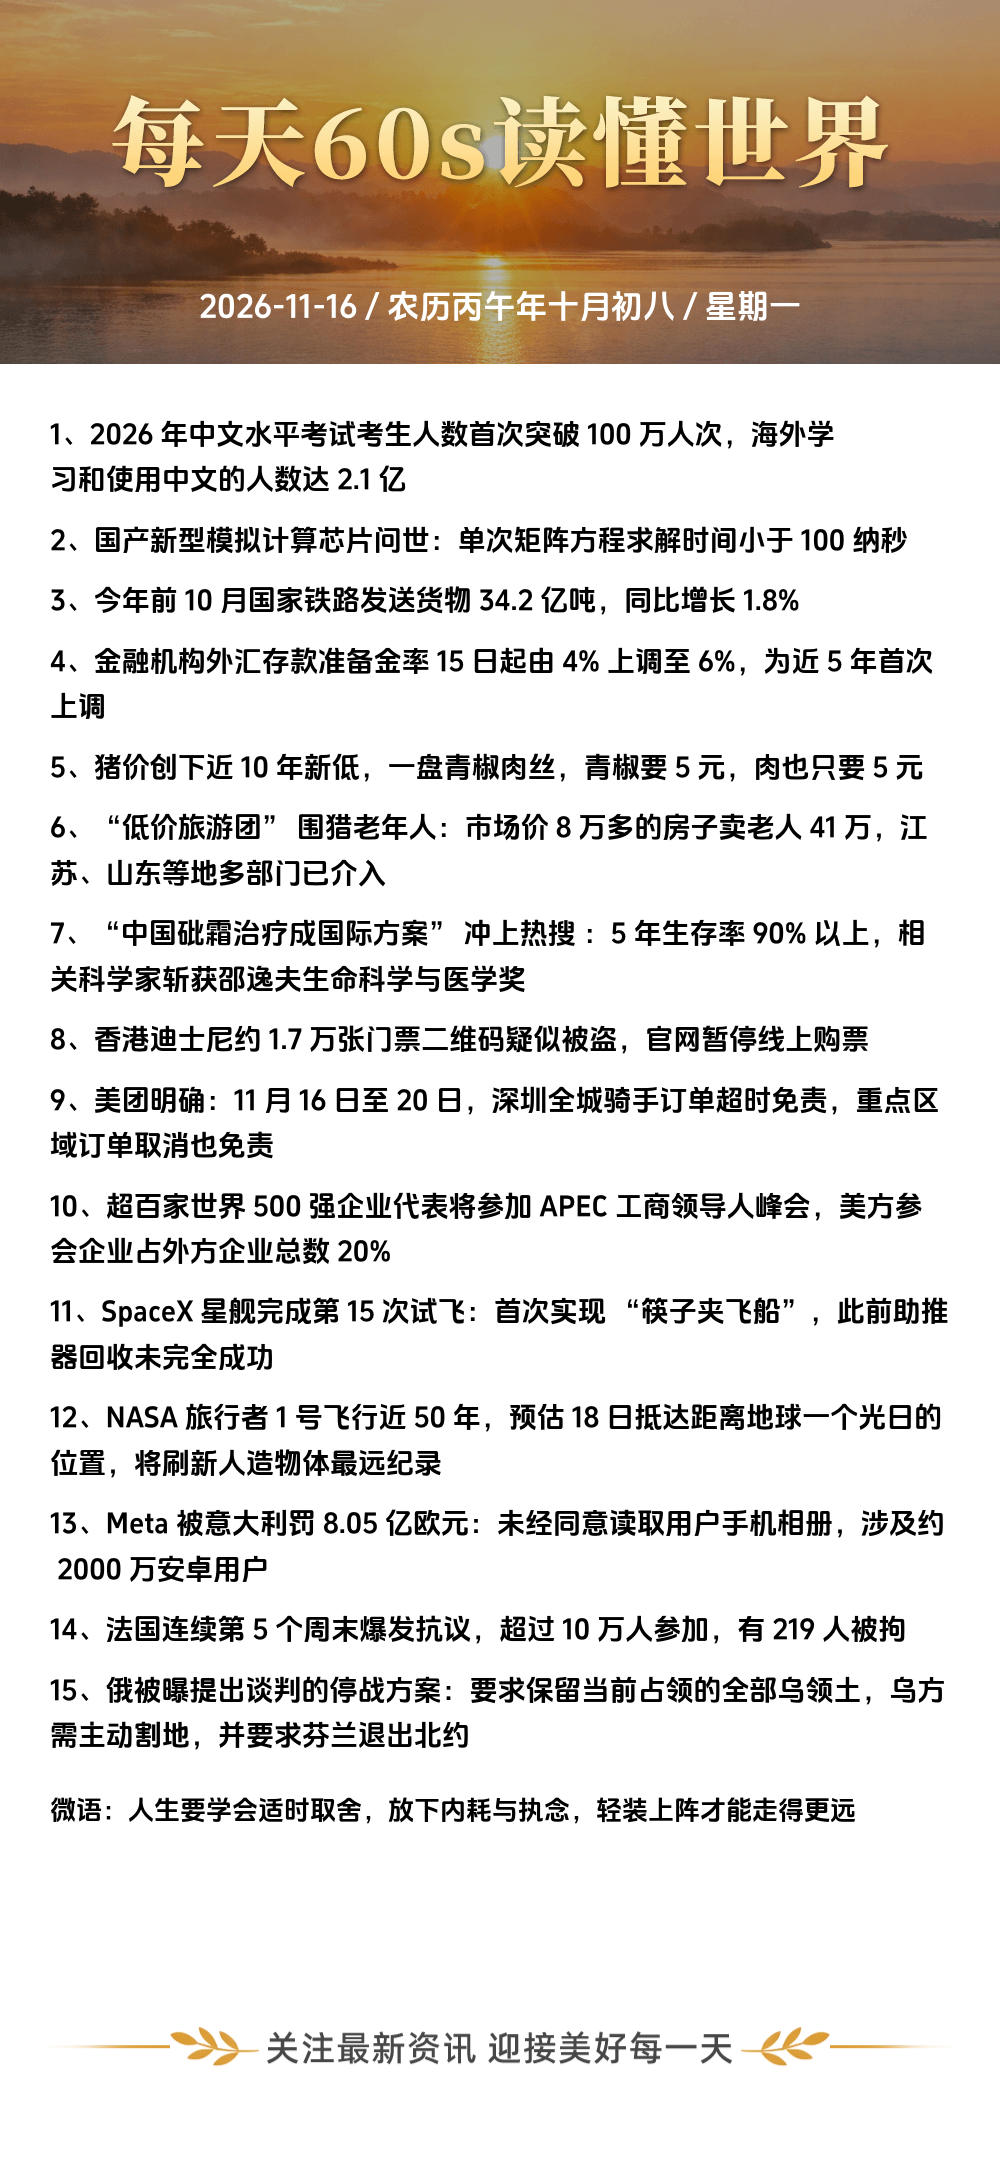 每天60s读懂世界
2026-11-16 / 农历丙午年十月初八 / 星期一
1、2026 年中文水平考试考生人数首次突破 100 万人次，海外学
习和使用中文的人数达 2.1 亿
2、国产新型模拟计算芯片问世：单次矩阵方程求解时间小于 100 纳秒
3、今年前 10 月国家铁路发送货物 34.2 亿吨，同比增长 1.8%
4、金融机构外汇存款准备金率 15 日起由 4% 上调至 6%，为近 5 年首次
上调
5、猪价创下近 10 年新低，一盘青椒肉丝，青椒要 5 元，肉也只要 5 元
6、“低价旅游团” 围猎老年人：市场价 8 万多的房子卖老人 41 万，江
苏、山东等地多部门已介入
7、“中国砒霜治疗成国际方案” 冲上热搜 ：5 年生存率 90% 以上，相
关科学家斩获邵逸夫生命科学与医学奖
8、香港迪士尼约 1.7 万张门票二维码疑似被盗，官网暂停线上购票
9、美团明确：11 月 16 日至 20 日，深圳全城骑手订单超时免责，重点区
域订单取消也免责
10、超百家世界 500 强企业代表将参加 APEC 工商领导人峰会，美方参
会企业占外方企业总数 20%
11、SpaceX 星舰完成第 15 次试飞：首次实现 “筷子夹飞船” ，此前助推
器回收未完全成功
12、NASA 旅行者 1 号飞行近 50 年，预估 18 日抵达距离地球一个光日的
位置，将刷新人造物体最远纪录
13、Meta 被意大利罚 8.05 亿欧元：未经同意读取用户手机相册，涉及约
2000 万安卓用户
14、法国连续第 5 个周末爆发抗议，超过 10 万人参加，有 219 人被拘
15、俄被曝提出谈判的停战方案：要求保留当前占领的全部乌领土，乌方
需主动割地，并要求芬兰退出北约
微语：人生要学会适时取舍，放下内耗与执念，轻装上阵才能走得更远
关注最新资讯 迎接美好每一天